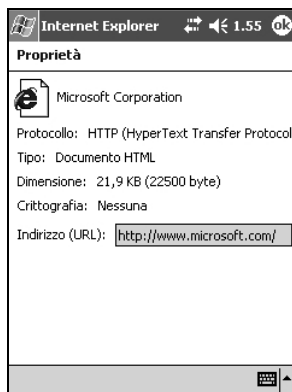 Internet Explorer 1.55 ok
Proprietà
Microsoft Corporation
Protocollo: HTTP (HyperText Transfer Protocol
Tipo: Documento HTML
Dimensione: 21,9 KB (22500 byte)
Crittografia: Nessuna
Indirizzo (URL): http://www.microsoft.com/